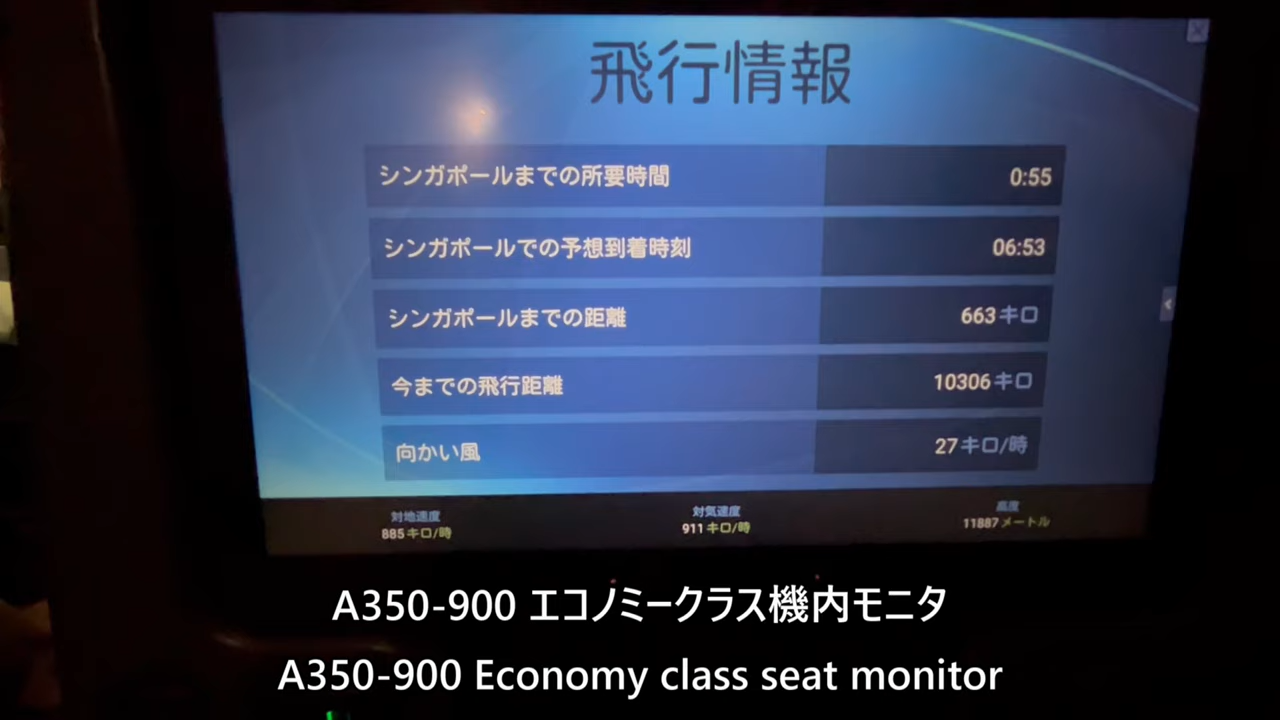 飛行情報
シンガポールまでの所要時間 0:55
シンガポールでの予想到着時刻 06:53
シンガポールまでの距離 663キロ
今までの飛行距離 10306キロ
向かい風 27キロ/時
対地速度 対気速度 高度
885キロ/時 911キロ/時 11887メートル
A350-900 エコノミークラス機内モニタ
A350-900 Economy class seat monitor